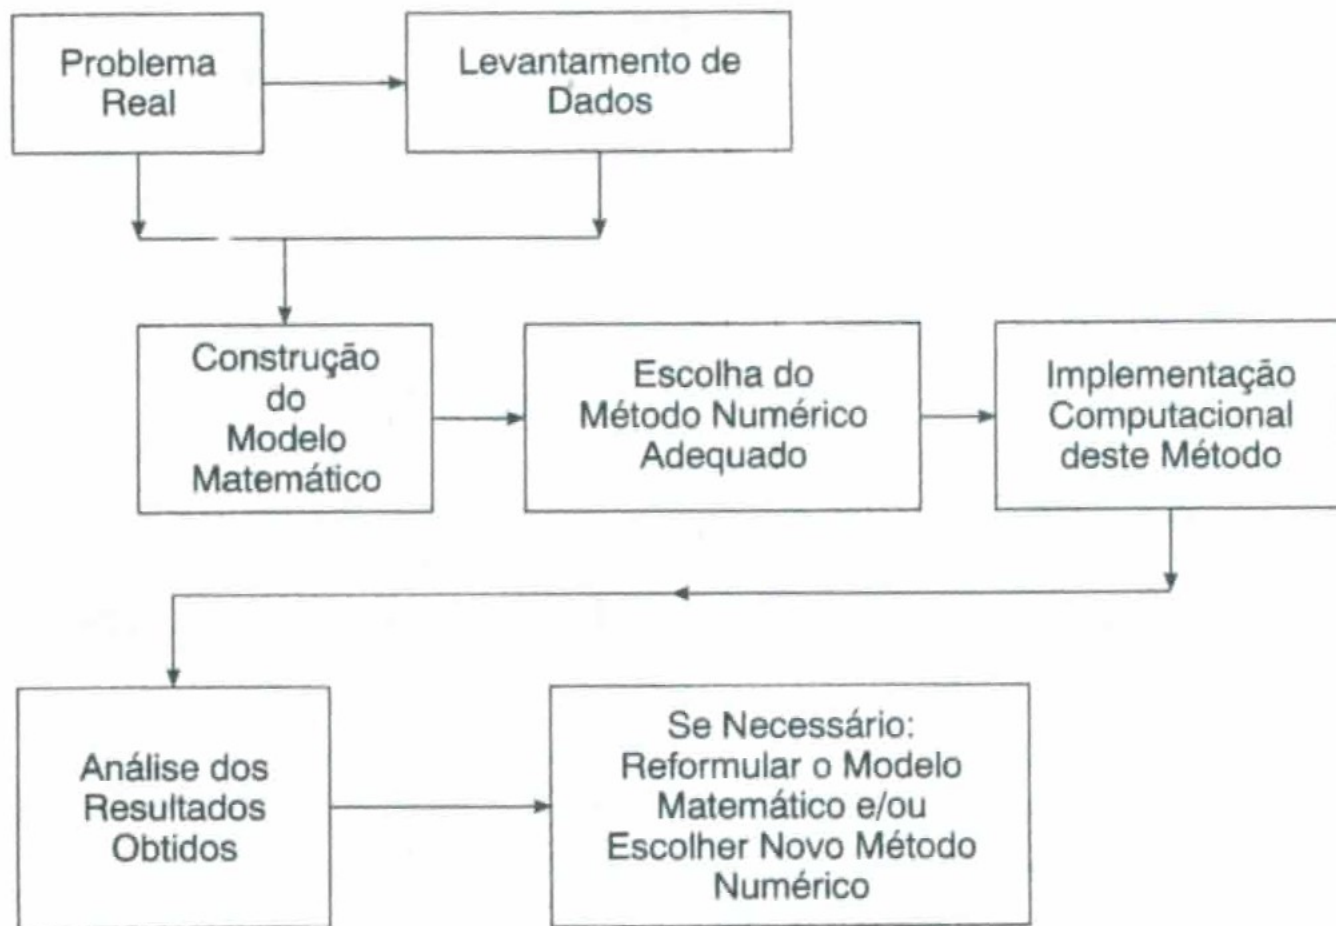 Problema
Real
Levantamento de
Dados
Construção
do
Modelo
Matemático
Escolha do
Método Numérico
Adequado
Implementação
Computacional
deste Método
Análise dos
Resultados
Obtidos
Se Necessário:
Reformular o Modelo
Matemático e/ou
Escolher Novo Método
Numérico